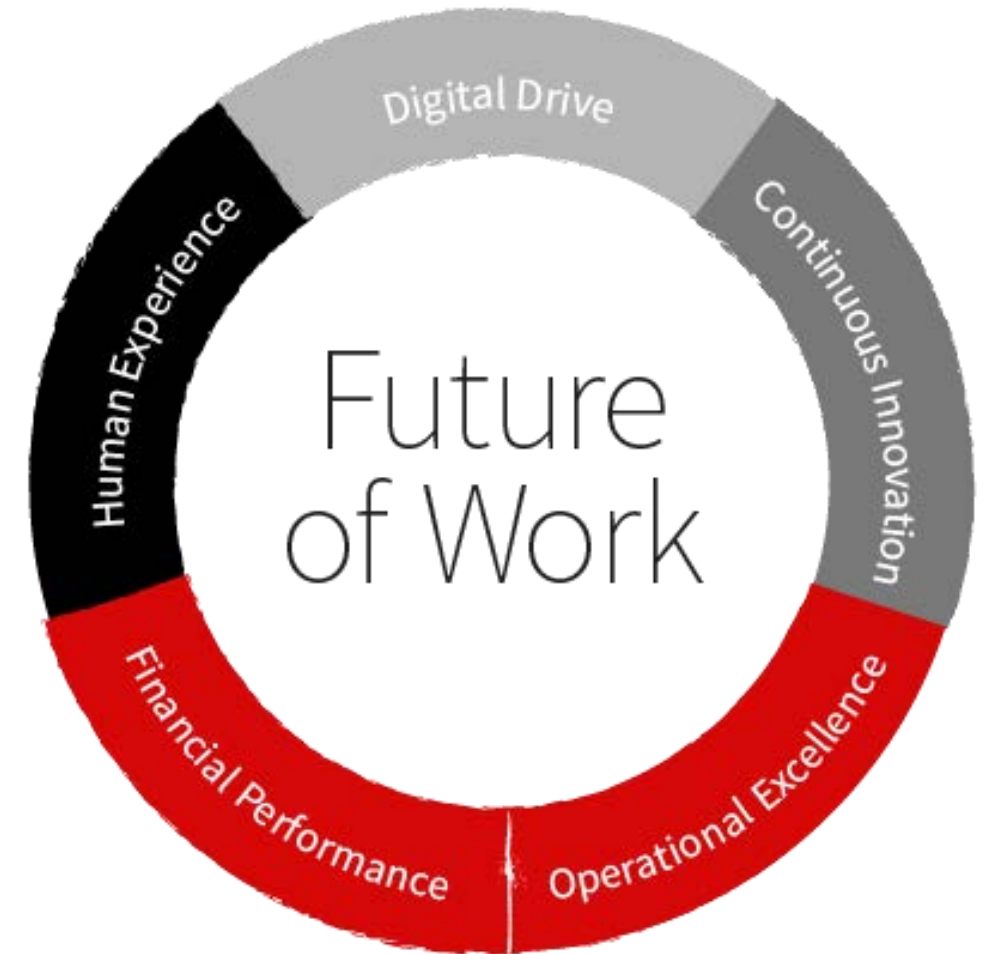 Digital Drive
Continuous Innovation
Operational Excellence
Financial Performance
Human Experience
Future
of Work